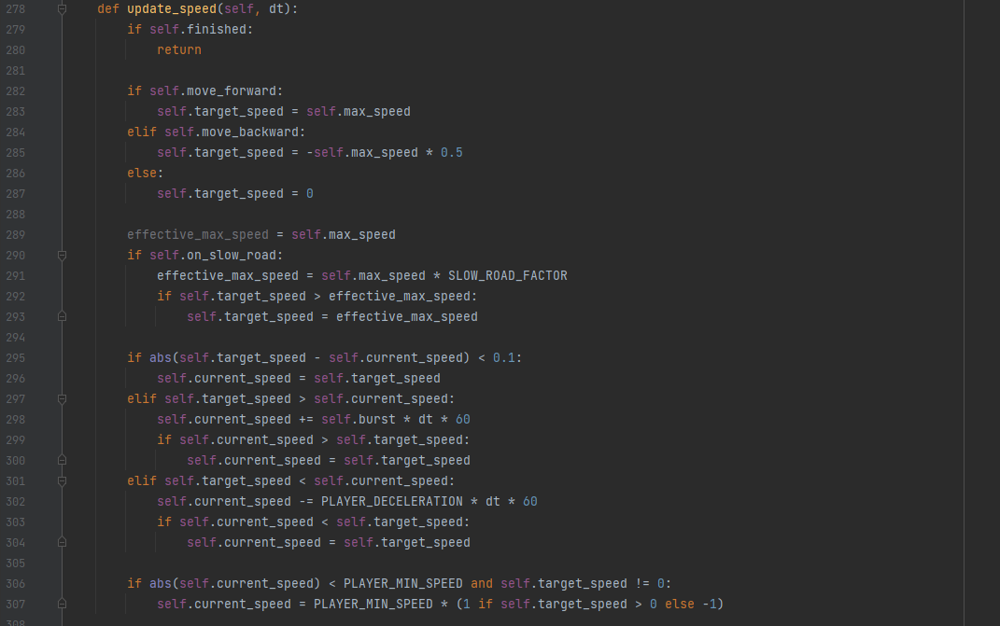 278 def update_speed(self, dt):
279 if self.finished:
280 return
281
282 if self.move_forward:
283 self.target_speed = self.max_speed
284 elif self.move_backward:
285 self.target_speed = -self.max_speed * 0.5
286 else:
287 self.target_speed = 0
288
289 effective_max_speed = self.max_speed
290 if self.on_slow_road:
291 effective_max_speed = self.max_speed * SLOW_ROAD_FACTOR
292 if self.target_speed > effective_max_speed:
293 self.target_speed = effective_max_speed
294
295 if abs(self.target_speed - self.current_speed) < 0.1:
296 self.current_speed = self.target_speed
297 elif self.target_speed > self.current_speed:
298 self.current_speed += self.burst * dt * 60
299 if self.current_speed > self.target_speed:
300 self.current_speed = self.target_speed
301 elif self.target_speed < self.current_speed:
302 self.current_speed -= PLAYER_DECELERATION * dt * 60
303 if self.current_speed < self.target_speed:
304 self.current_speed = self.target_speed
305
306 if abs(self.current_speed) < PLAYER_MIN_SPEED and self.target_speed != 0:
307 self.current_speed = PLAYER_MIN_SPEED * (1 if self.target_speed > 0 else -1)
308